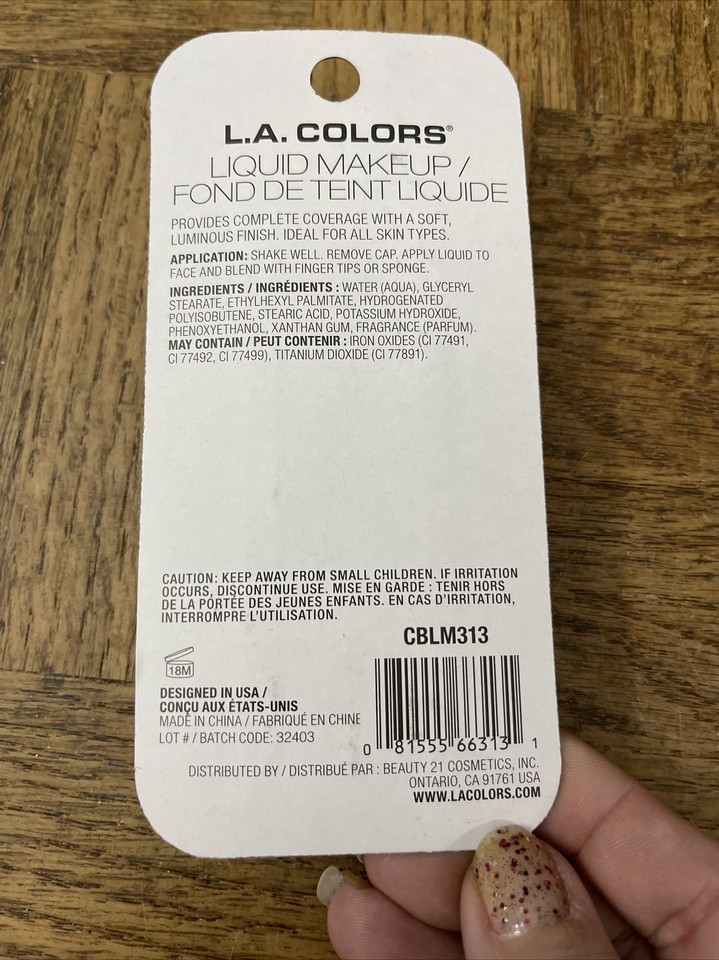 L.A. COLORS®
LIQUID MAKEUP /
FOND DE TEINT LIQUIDE
PROVIDES COMPLETE COVERAGE WITH A SOFT,
LUMINOUS FINISH. IDEAL FOR ALL SKIN TYPES.
APPLICATION: SHAKE WELL. REMOVE CAP. APPLY LIQUID TO
FACE AND BLEND WITH FINGER TIPS OR SPONGE.
INGREDIENTS / INGRÉDIENTS : WATER (AQUA), GLYCERYL
STEARATE, ETHYLHEXYL PALMITATE, HYDROGENATED
POLYISOBUTENE, STEARIC ACID, POTASSIUM HYDROXIDE,
PHENOXYETHANOL, XANTHAN GUM, FRAGRANCE (PARFUM).
MAY CONTAIN / PEUT CONTENIR : IRON OXIDES (CI 77491,
CI 77492, CI 77499), TITANIUM DIOXIDE (CI 77891).
CAUTION: KEEP AWAY FROM SMALL CHILDREN. IF IRRITATION
OCCURS, DISCONTINUE USE. MISE EN GARDE : TENIR HORS
DE LA PORTÉE DES JEUNES ENFANTS. EN CAS D'IRRITATION,
INTERROMPRE L'UTILISATION.
CBLM313
18M
DESIGNED IN USA /
CONÇU AUX ÉTATS-UNIS
MADE IN CHINA / FABRIQUÉ EN CHINE
LOT # / BATCH CODE: 32403
0 81555 66313 1
DISTRIBUTED BY / DISTRIBUÉ PAR : BEAUTY 21 COSMETICS, INC.
ONTARIO, CA 91761 USA
WWW.LACOLORS.COM